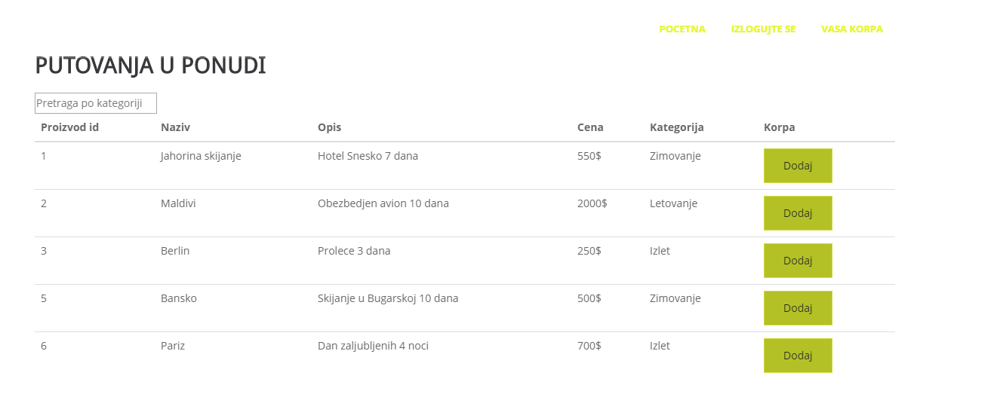 POCETNA IZLOGUJTE SE VASA KORPA
PUTOVANJA U PONUDI
Pretraga po kategoriji
Proizvod id Naziv Opis Cena Kategorija Korpa
1 Jahorina skijanje Hotel Snesko 7 dana 550$ Zimovanje Dodaj
2 Maldivi Obezbedjen avion 10 dana 2000$ Letovanje Dodaj
3 Berlin Prolece 3 dana 250$ Izlet Dodaj
5 Bansko Skijanje u Bugarskoj 10 dana 500$ Zimovanje Dodaj
6 Pariz Dan zaljubljenih 4 noci 700$ Izlet Dodaj